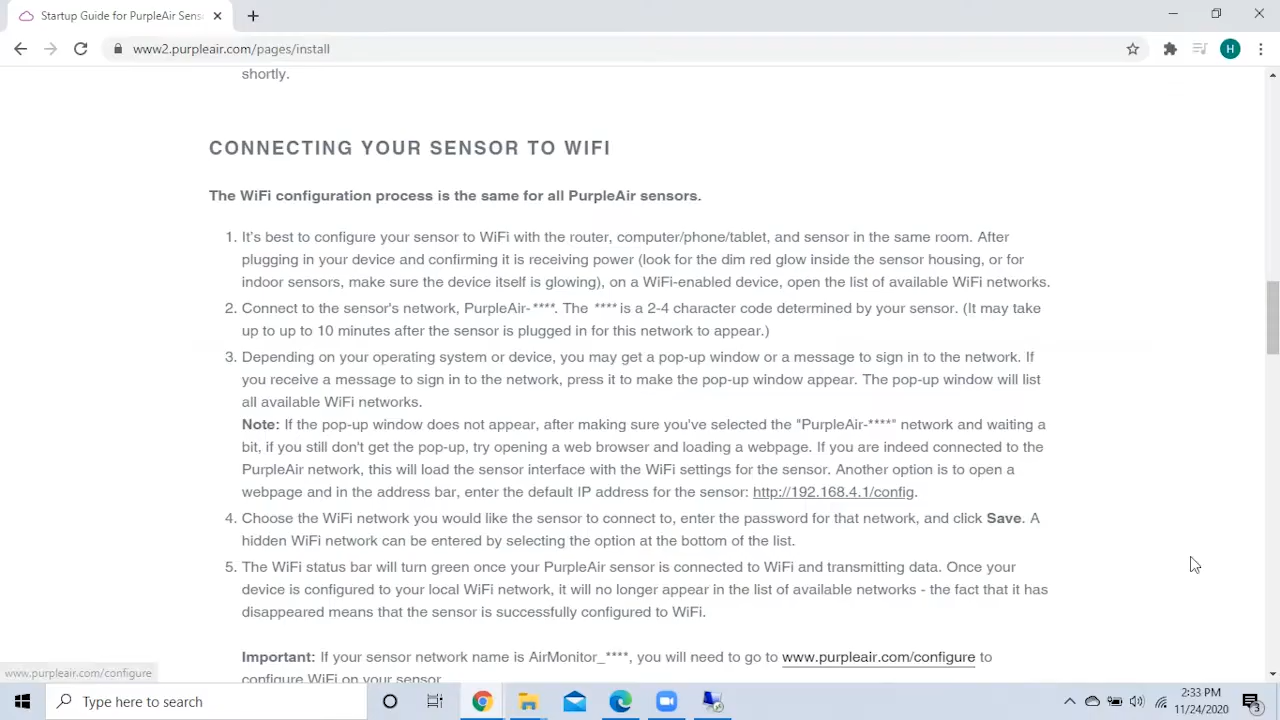 Startup Guide for PurpleAir Sens
www2.purpleair.com/pages/install
H
shortly.
CONNECTING YOUR SENSOR TO WIFI
The WiFi configuration process is the same for all PurpleAir sensors.
1. It's best to configure your sensor to WiFi with the router, computer/phone/tablet, and sensor in the same room. After
plugging in your device and confirming it is receiving power (look for the dim red glow inside the sensor housing, or for
indoor sensors, make sure the device itself is glowing), on a WiFi-enabled device, open the list of available WiFi networks.
2. Connect to the sensor's network, PurpleAir-****. The **** is a 2-4 character code determined by your sensor. (It may take
up to up to 10 minutes after the sensor is plugged in for this network to appear.)
3. Depending on your operating system or device, you may get a pop-up window or a message to sign in to the network. If
you receive a message to sign in to the network, press it to make the pop-up window appear. The pop-up window will list
all available WiFi networks.
Note: If the pop-up window does not appear, after making sure you've selected the "PurpleAir-****" network and waiting a
bit, if you still don't get the pop-up, try opening a web browser and loading a webpage. If you are indeed connected to the
PurpleAir network, this will load the sensor interface with the WiFi settings for the sensor. Another option is to open a
webpage and in the address bar, enter the default IP address for the sensor: http://192.168.4.1/config.
4. Choose the WiFi network you would like the sensor to connect to, enter the password for that network, and click Save. A
hidden WiFi network can be entered by selecting the option at the bottom of the list.
5. The WiFi status bar will turn green once your PurpleAir sensor is connected to WiFi and transmitting data. Once your
device is configured to your local WiFi network, it will no longer appear in the list of available networks - the fact that it has
disappeared means that the sensor is successfully configured to WiFi.
Important: If your sensor network name is AirMonitor_****, you will need to go to www.purpleair.com/configure to
configure WiFi on your sensor.
www.purpleair.com/configure
Type here to search
2:33 PM
11/24/2020
3